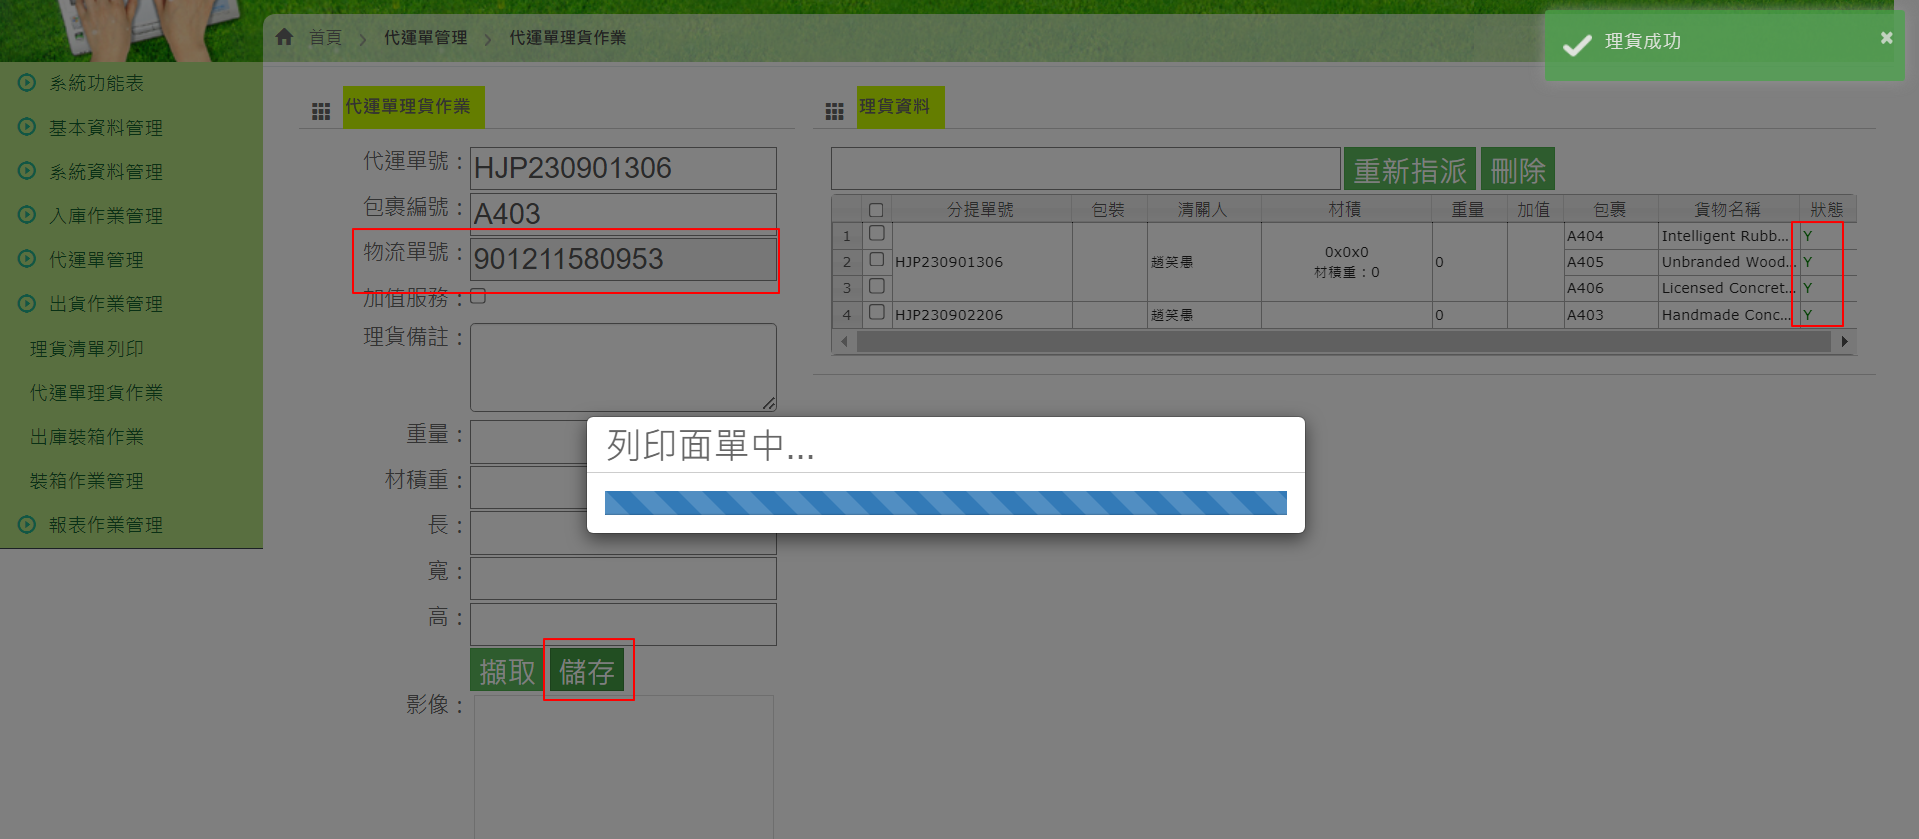 首頁 > 代運單管理 > 代運單理貨作業
理貨成功
系統功能表
基本資料管理
系統資料管理
入庫作業管理
代運單管理
出貨作業管理
理貨清單列印
代運單理貨作業
出庫裝箱作業
裝箱作業管理
報表作業管理
代運單理貨作業
代運單號：HJP230901306
包裹編號：A403
物流單號：901211580953
加值服務：
理貨備註：
重量：
材積重：
長：
寬：
高：
擷取 儲存
影像：
理貨資料
重新指派 刪除
分提單號 包裝 清關人 材積 重量 加值 包裹 貨物名稱 狀態
1 A404 Intelligent Rubb... Y
2 HJP230901306 趙笑愚 0x0x0 材積重：0 0 A405 Unbranded Wood... Y
3 A406 Licensed Concret... Y
4 HJP230902206 趙笑愚 0 A403 Handmade Conc... Y
列印面單中...